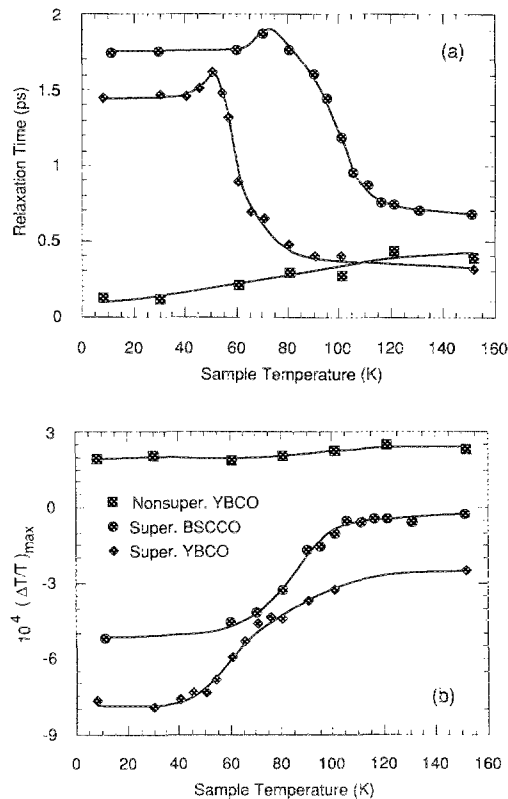 2
(a)
1.5
Relaxation Time (ps)
1
0.5
0
0 20 40 60 80 100 120 140 160
Sample Temperature (K)
3
0
Nonsuper. YBCO
Super. BSCCO
Super. YBCO
-3
10⁴ (ΔT/T)max
-6
(b)
-9
0 20 40 60 80 100 120 140 160
Sample Temperature (K)